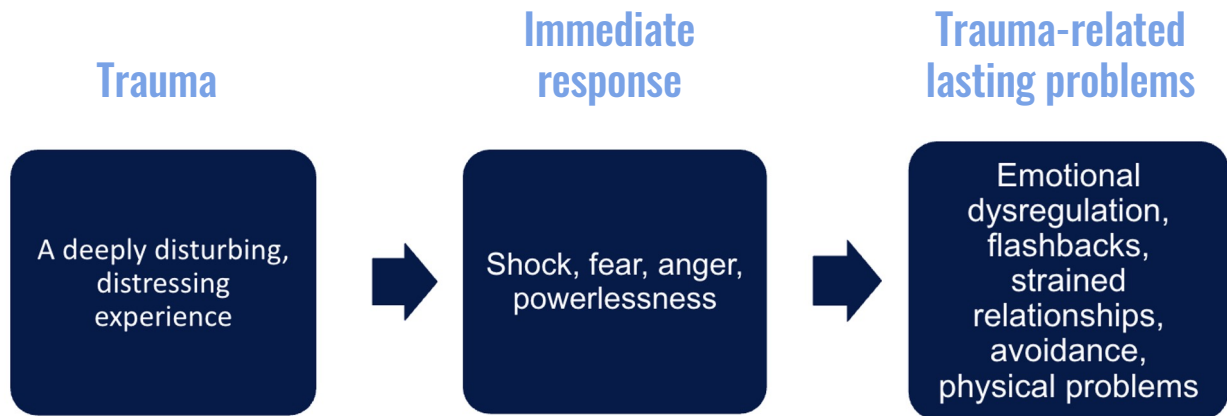 Trauma
Immediate
response
Trauma-related
lasting problems
A deeply disturbing,
distressing
experience
Shock, fear, anger,
powerlessness
Emotional
dysregulation,
flashbacks,
strained
relationships,
avoidance,
physical problems